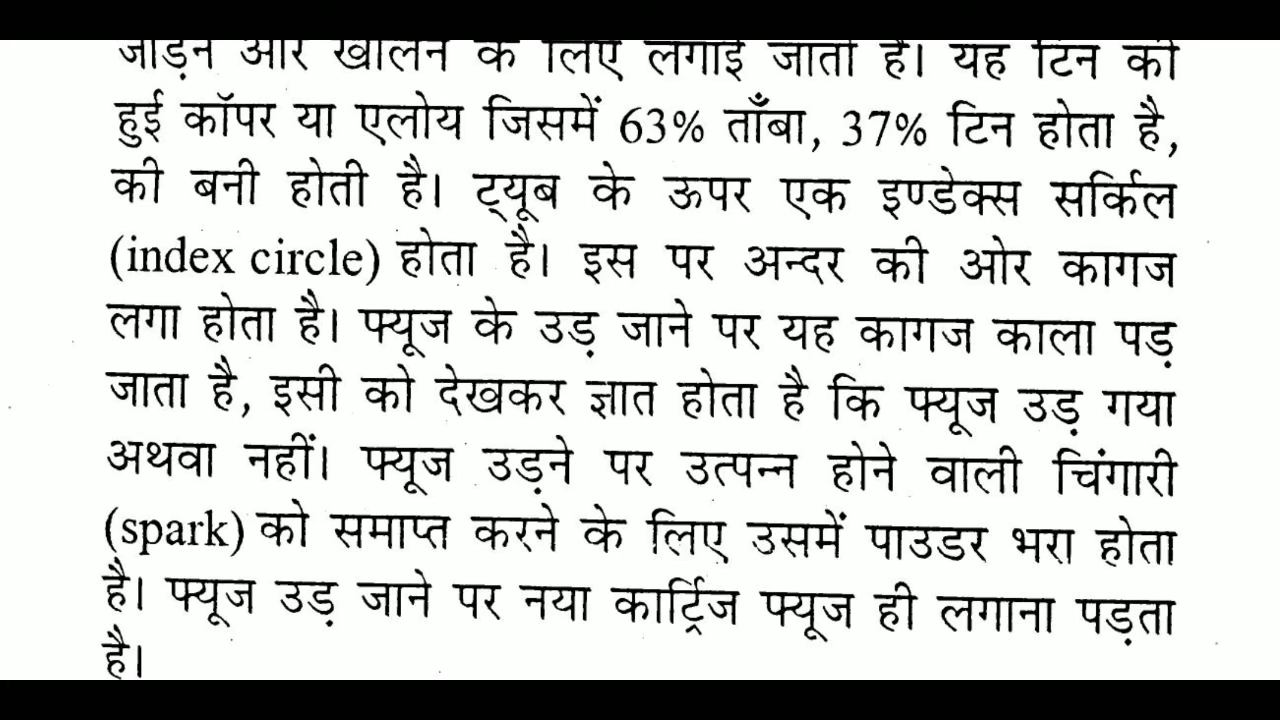 जोड़ने और खोलने के लिए लगाई जाती है। यह टिन की
हुई कॉपर या एलोय जिसमें 63% ताँबा, 37% टिन होता है,
की बनी होती है। ट्यूब के ऊपर एक इण्डेक्स सर्किल
(index circle) होता है। इस पर अन्दर की ओर कागज
लगा होता है। फ्यूज के उड़ जाने पर यह कागज काला पड़
जाता है, इसी को देखकर ज्ञात होता है कि फ्यूज उड़ गया
अथवा नहीं। फ्यूज उड़ने पर उत्पन्न होने वाली चिंगारी
(spark) को समाप्त करने के लिए उसमें पाउडर भरा होता
है। फ्यूज उड़ जाने पर नया कार्ट्रिज फ्यूज ही लगाना पड़ता
है।